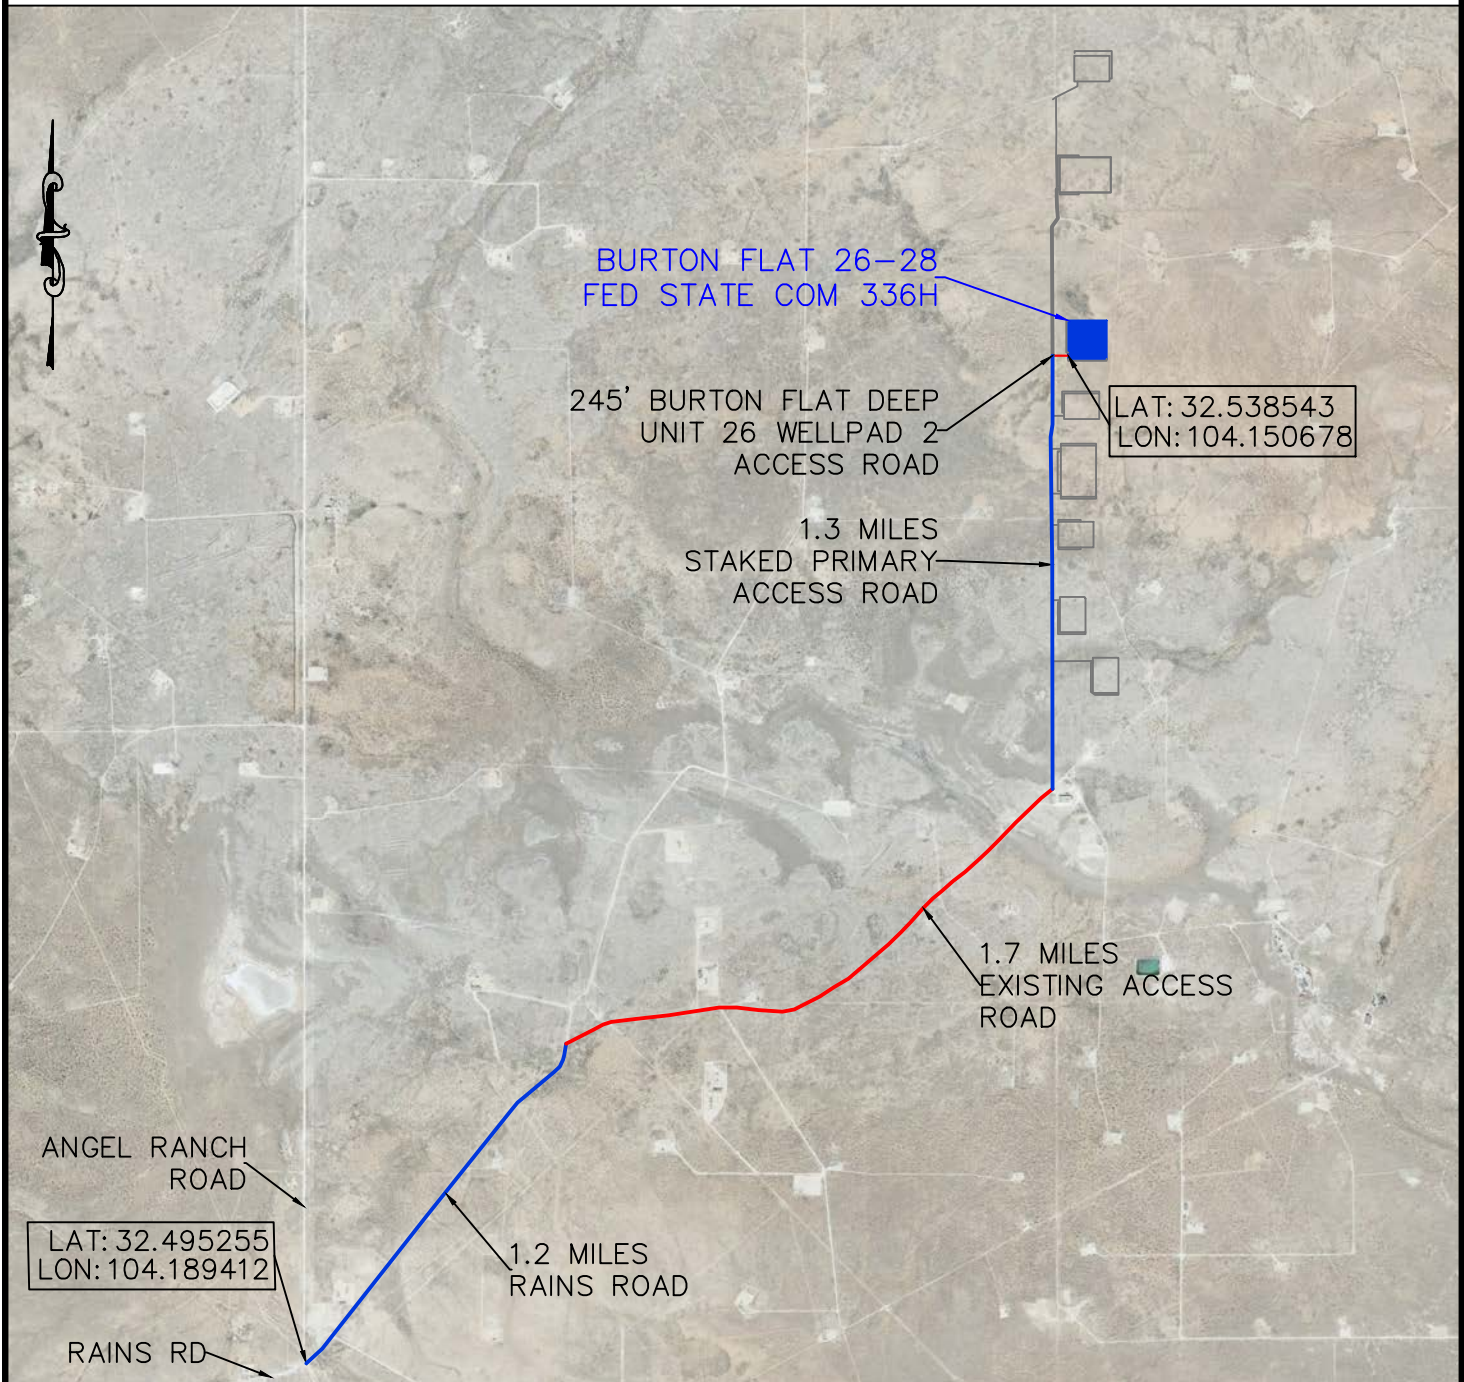 BURTON FLAT 26-28
FED STATE COM 336H
245' BURTON FLAT DEEP
UNIT 26 WELLPAD 2
ACCESS ROAD
LAT: 32.538543
LON: 104.150678
1.3 MILES
STAKED PRIMARY
ACCESS ROAD
1.7 MILES
EXISTING ACCESS
ROAD
ANGEL RANCH
ROAD
LAT: 32.495255
LON: 104.189412
1.2 MILES
RAINS ROAD
RAINS RD